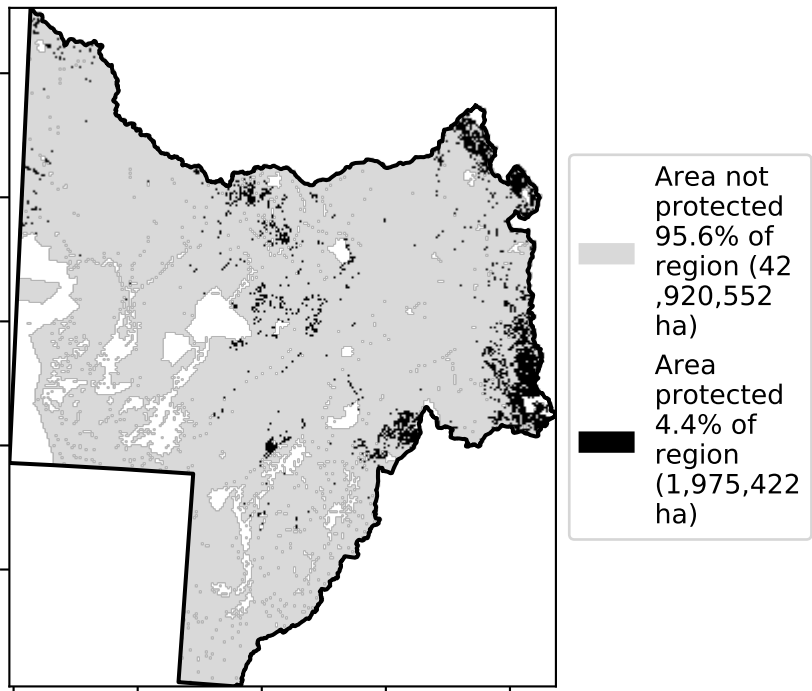 Area not
protected
95.6% of
region (42
,920,552
ha)
Area
protected
4.4% of
region
(1,975,422
ha)